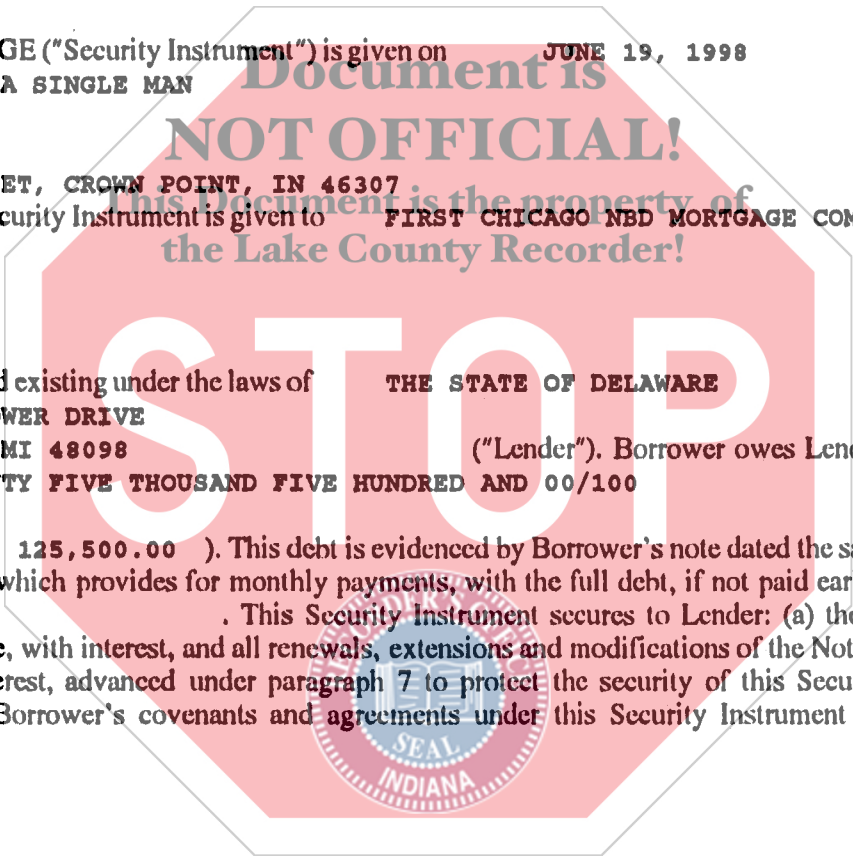 GE ("Security Instrument") is given on JUNE 19, 1998
Document is
A SINGLE MAN
NOT OFFICIAL!
ET, CROWN POINT, IN 46307
This Document is the property of
curity Instrument is given to FIRST CHICAGO NBD MORTGAGE COM
the Lake County Recorder!
STOP
d existing under the laws of THE STATE OF DELAWARE
WER DRIVE
MI 48098 ("Lender"). Borrower owes Lend
TY FIVE THOUSAND FIVE HUNDRED AND 00/100
125,500.00 ). This debt is evidenced by Borrower's note dated the sa
which provides for monthly payments, with the full debt, if not paid ear
. This Security Instrument secures to Lender: (a) the
e, with interest, and all renewals, extensions and modifications of the Not
erest, advanced under paragraph 7 to protect the security of this Secu
Borrower's covenants and agreements under this Security Instrument
SEAL
INDIANA